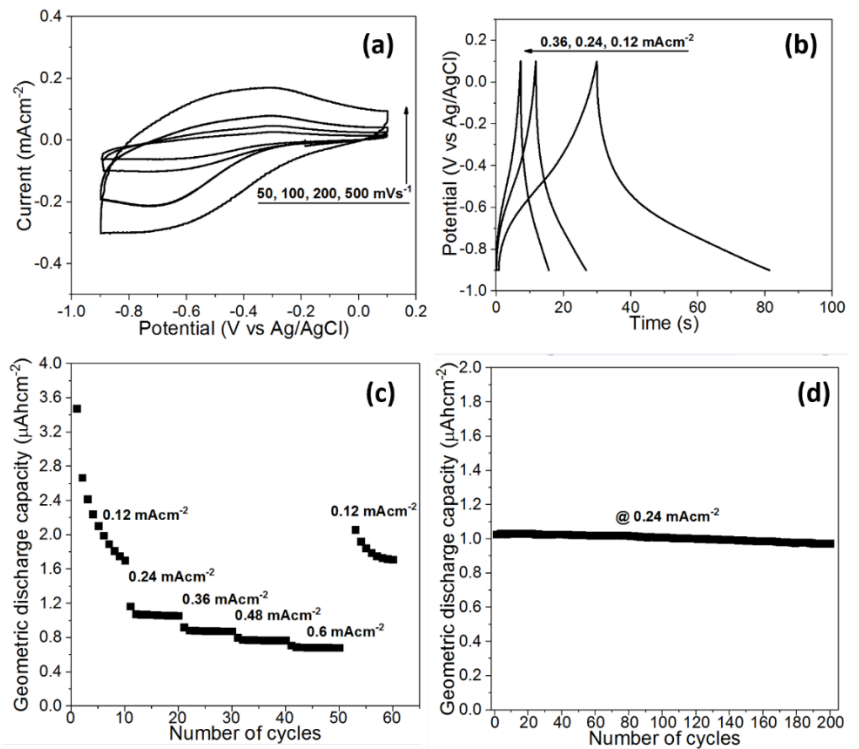 (a)
0.4
0.2
0.0
-0.2
-0.4
Current (mAcm⁻²)
50, 100, 200, 500 mVs⁻¹
-1.0 -0.8 -0.6 -0.4 -0.2 0.0 0.2
Potential (V vs Ag/AgCl)
(b)
0.36, 0.24, 0.12 mAcm⁻²
0.2
0.0
-0.2
-0.4
-0.6
-0.8
-1.0
Potential (V vs Ag/AgCl)
0 20 40 60 80 100
Time (s)
(c)
4.0
3.6
3.2
2.8
2.4
2.0
1.6
1.2
0.8
0.4
0.0
Geometric discharge capacity (μAhcm⁻²)
0.12 mAcm⁻²
0.12 mAcm⁻²
0.24 mAcm⁻²
0.36 mAcm⁻²
0.48 mAcm⁻²
0.6 mAcm⁻²
0 10 20 30 40 50 60
Number of cycles
(d)
2.0
1.8
1.6
1.4
1.2
1.0
0.8
0.6
0.4
0.2
0.0
Geometric discharge capacity (μAhcm⁻²)
@ 0.24 mAcm⁻²
0 20 40 60 80 100 120 140 160 180 200
Number of cycles